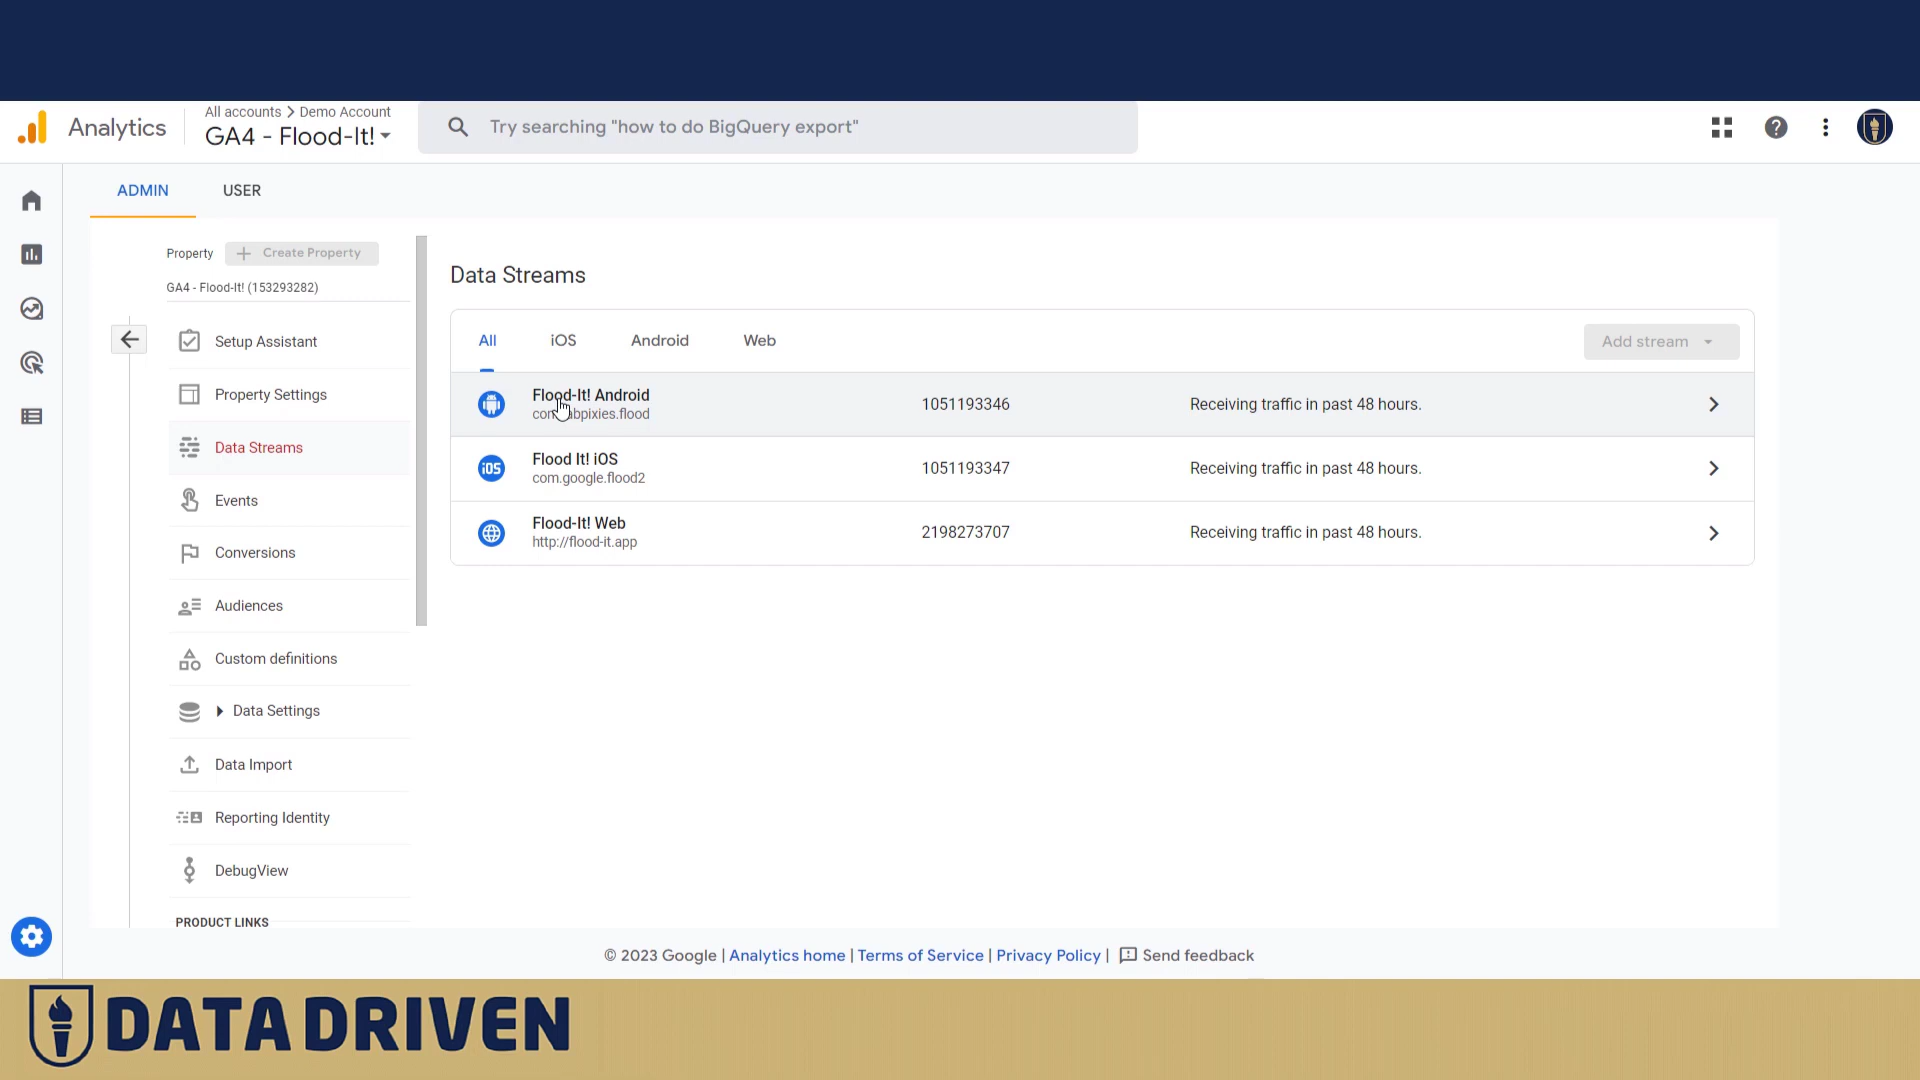 Analytics
All accounts > Demo Account
GA4 - Flood-It!
Try searching "how to do BigQuery export"
ADMIN
USER
Property
Create Property
GA4 - Flood-It! (153293282)
Setup Assistant
Property Settings
Data Streams
Events
Conversions
Audiences
Custom definitions
Data Settings
Data Import
Reporting Identity
DebugView
PRODUCT LINKS
Data Streams
All
iOS
Android
Web
Add stream
Flood-It! Android
1051193346
Receiving traffic in past 48 hours.
iOS
Flood It! iOS
com.google.flood2
1051193347
Receiving traffic in past 48 hours.
Flood-It! Web
http://flood-it.app
2198273707
Receiving traffic in past 48 hours.
© 2023 Google | Analytics home | Terms of Service | Privacy Policy | Send feedback
DATA DRIVEN